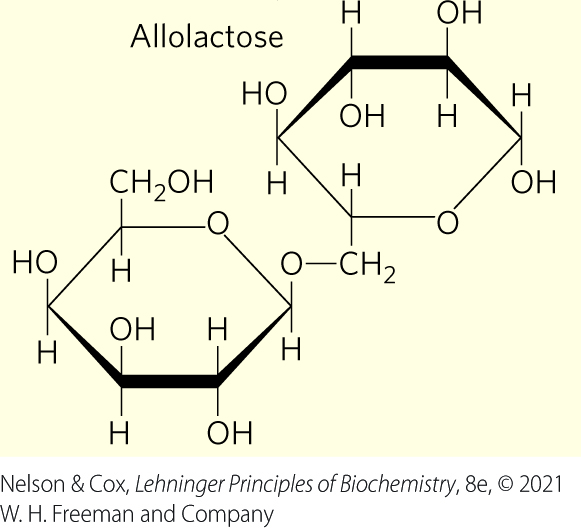 Allolactose
H
OH
HO
OH
H
H
H
H
OH
CH₂OH
O
O
HO
H
O—CH₂
OH
H
H
H
H
OH
Nelson & Cox, Lehninger Principles of Biochemistry, 8e, © 2021
W. H. Freeman and Company